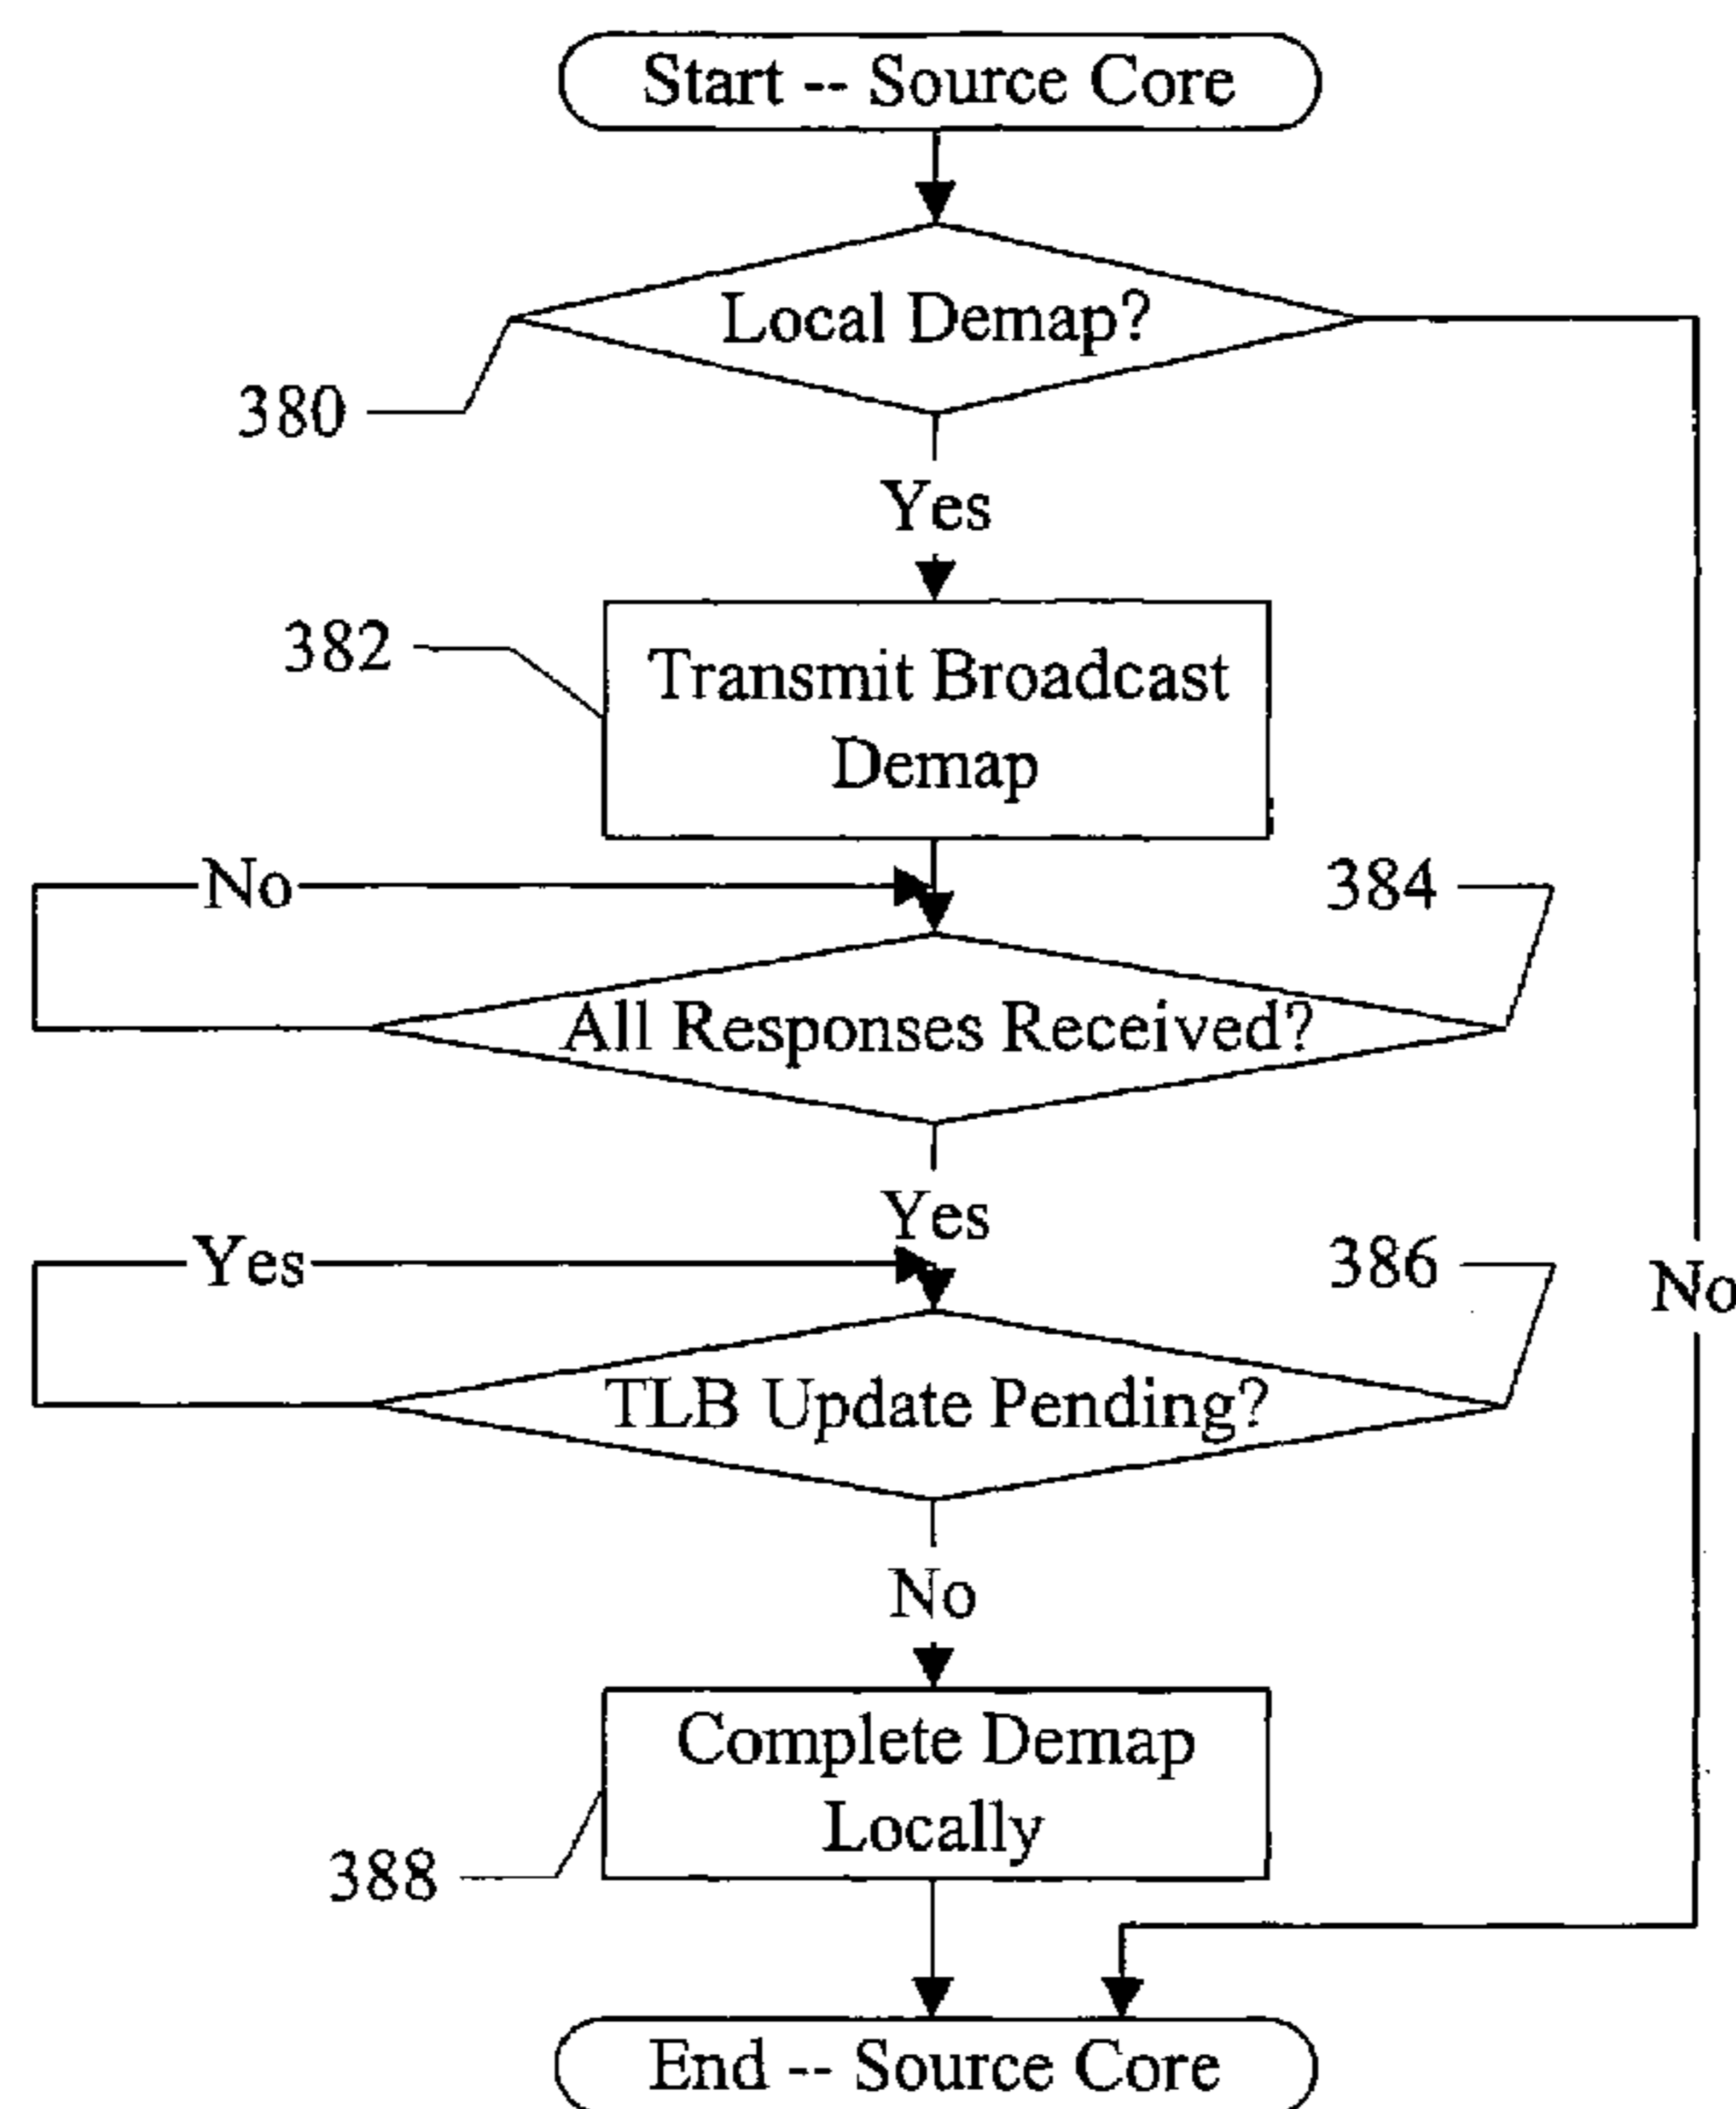 Start -- Source Core
Local Demap?
380
Yes
382
Transmit Broadcast
Demap
No
384
All Responses Received?
Yes
Yes
386
No
TLB Update Pending?
No
Complete Demap
Locally
388
End -- Source Core